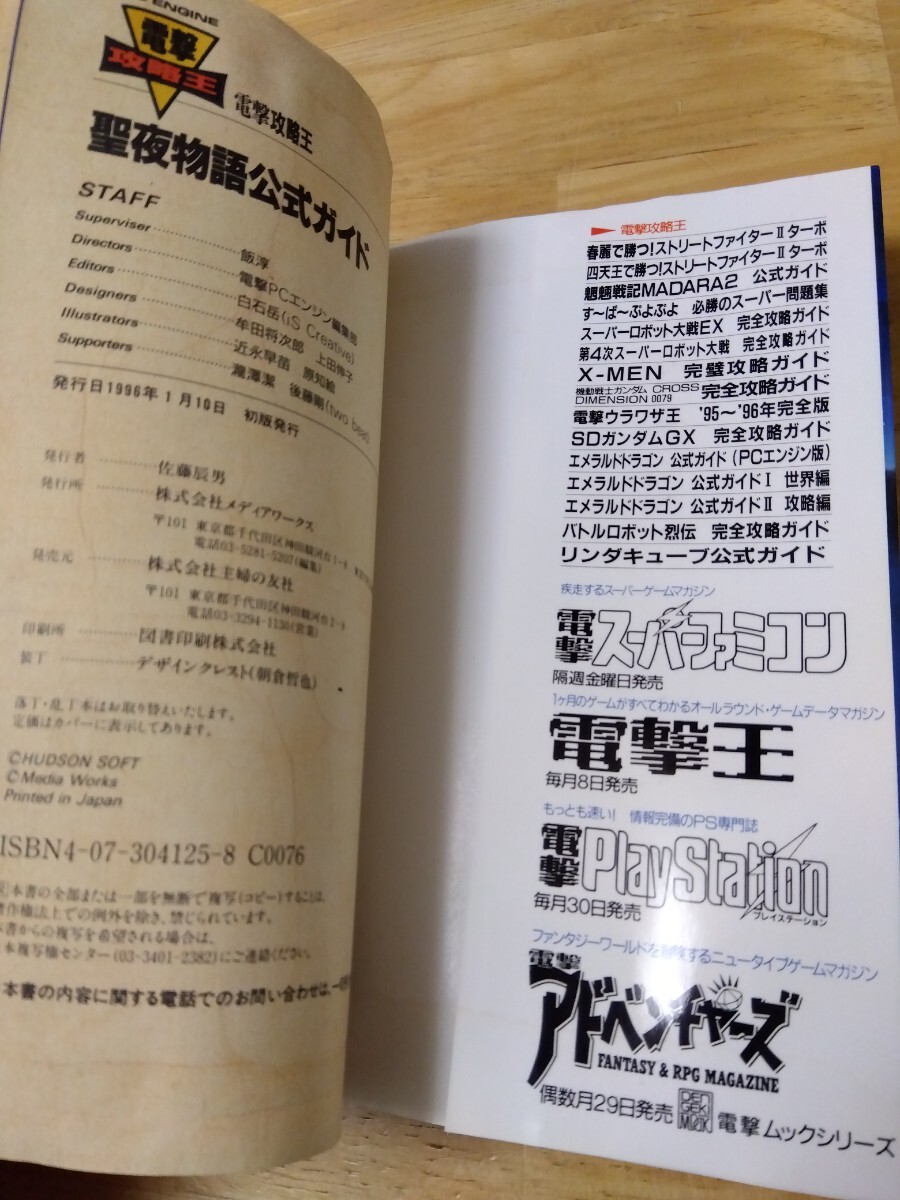 ENGINE
電撃
攻略王
電撃攻略王
聖夜物語公式ガイド
STAFF
Superviser 飯淳
Directors 電撃PCエンジン編集部
Editors 白石岳(iS Creative)
Designers 牟田将次郎 上田伸子
Illustrators 近永早苗 原知絵
Supporters 瀧澤潔 後藤剛(two beat)
発行日1996年1月10日 初版発行
発行者 佐藤辰男
発行所 株式会社メディアワークス
〒101 東京都千代田区神田駿河台1-8
電話03-5281-5207(編集)
発売元 株式会社主婦の友社
〒101 東京都千代田区神田駿河台2-9
電話03-3294-1130(営業)
印刷所 図書印刷株式会社
装丁 デザインクレスト(朝倉哲也)
落丁・乱丁本はお取り替えいたします。
定価はカバーに表示してあります。
©HUDSON SOFT
©Media Works
Printed in Japan
ISBN4-07-304125-8 C0076
本書の全部または一部を無断で複写(コピー)することは、
著作権法上での例外を除き、禁じられています。
本書からの複写を希望される場合は、
本複写権センター(03-3401-2382)にご連絡ください。
本書の内容に関する電話でのお問い合わせは、一切
電撃攻略王
春麗で勝つ!ストリートファイターⅡターボ
四天王で勝つ!ストリートファイターⅡターボ
魍魎戦記MADARA2 公式ガイド
す〜ぱ〜ぷよぷよ 必勝のスーパー問題集
スーパーロボット大戦EX 完全攻略ガイド
第4次スーパーロボット大戦 完全攻略ガイド
X-MEN 完璧攻略ガイド
機動戦士ガンダム CROSS DIMENSION 0079 完全攻略ガイド
電撃ウラワザ王 '95〜'96年完全版
SDガンダムGX 完全攻略ガイド
エメラルドドラゴン 公式ガイド(PCエンジン版)
エメラルドドラゴン 公式ガイドⅠ 世界編
エメラルドドラゴン 公式ガイドⅡ 攻略編
バトルロボット烈伝 完全攻略ガイド
リンダキューブ公式ガイド
疾走するスーパーゲームマガジン
電撃スーパーファミコン
隔週金曜日発売
1ヶ月のゲームがすべてわかるオールラウンド・ゲームデータマガジン
電撃王
毎月8日発売
もっとも速い! 情報完備のPS専門誌
電撃PlayStation
プレイステーション
毎月30日発売
ファンタジーワールドを冒険するニュータイプゲームマガジン
電撃
アドベンチャーズ
FANTASY & RPG MAGAZINE
偶数月29日発売 DENGEKI MOOK 電撃ムックシリーズ